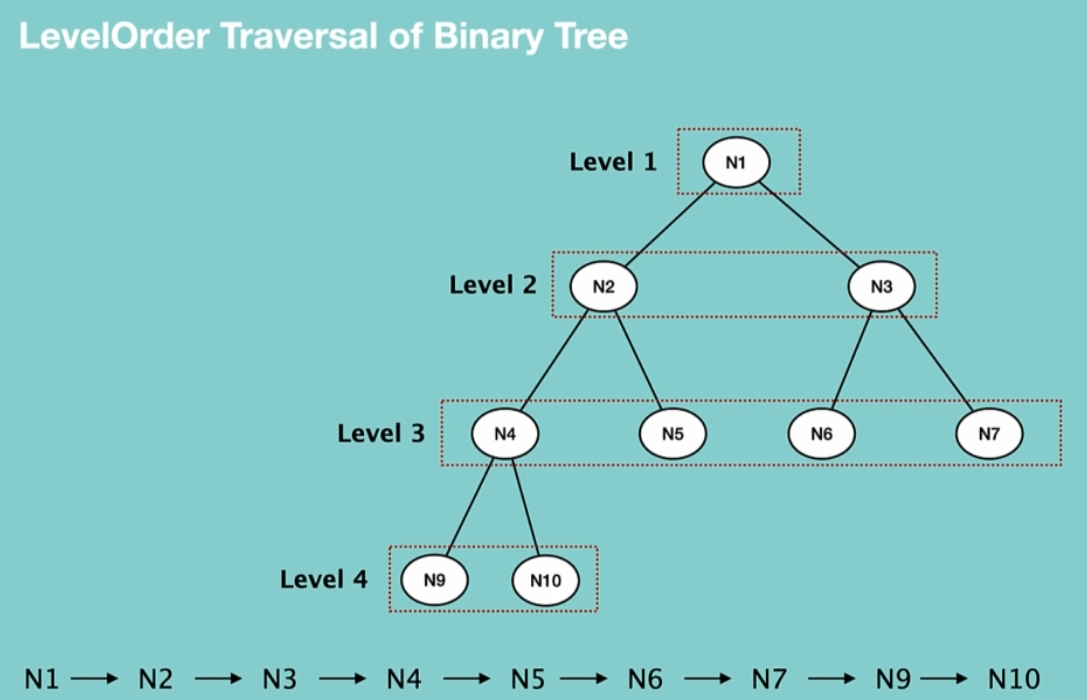 LevelOrder Traversal of Binary Tree
Level 1 N1
Level 2 N2 N3
Level 3 N4 N5 N6 N7
Level 4 N9 N10
N1 → N2 → N3 → N4 → N5 → N6 → N7 → N9 → N10